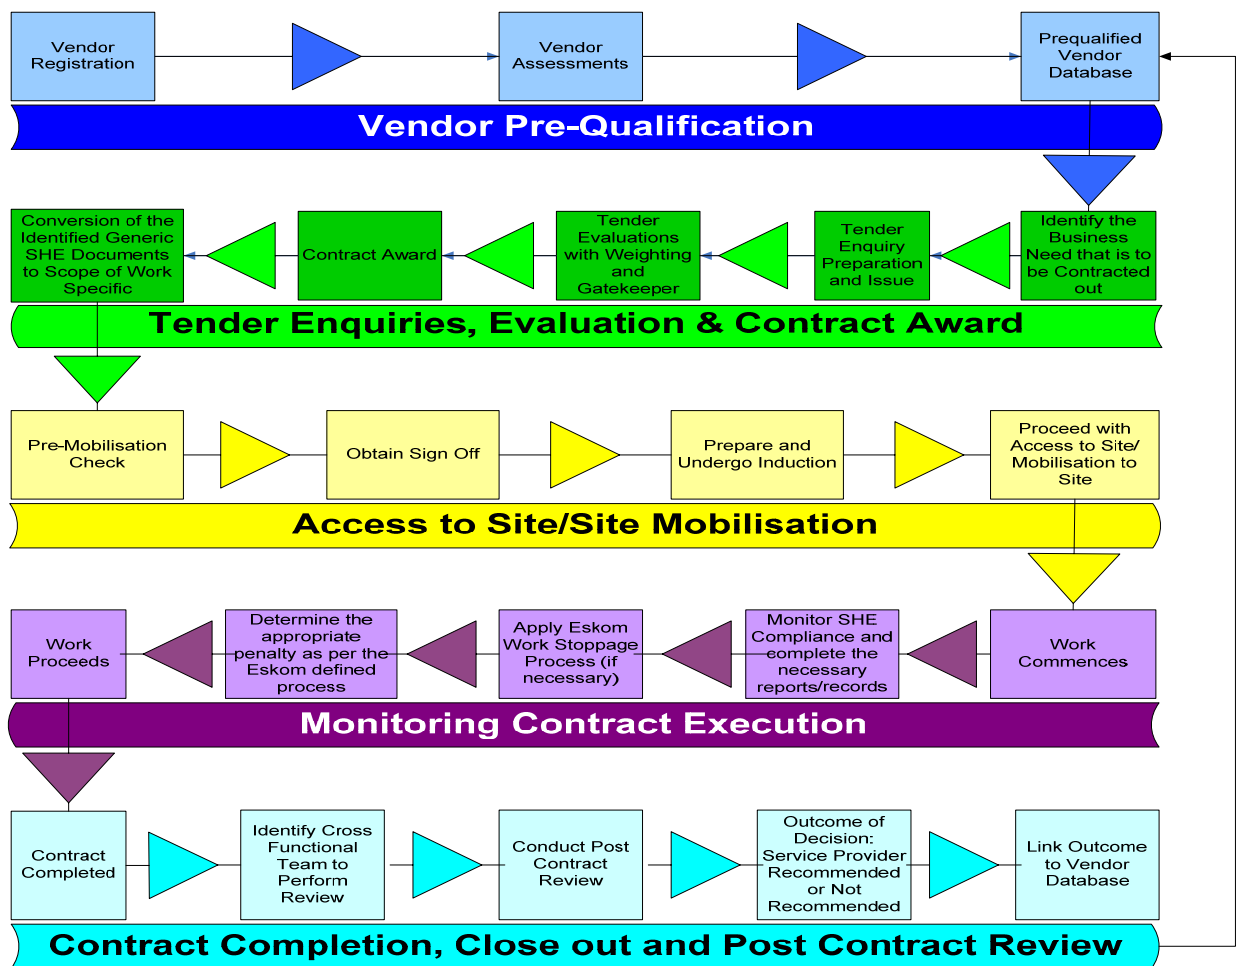 Vendor
Registration
Vendor
Assessments
Prequalified
Vendor
Database
Vendor Pre-Qualification
Conversion of the
Identified Generic
SHE Documents
to Scope of Work
Specific
Contract Award
Tender
Evaluations
with Weighting
and
Gatekeeper
Tender
Enquiry
Preparation
and Issue
Identify the
Business
Need that is to
be Contracted
out
Tender Enquiries, Evaluation & Contract Award
Pre-Mobilisation
Check
Obtain Sign Off
Prepare and
Undergo Induction
Proceed with
Access to Site/
Mobilisation to
Site
Access to Site/Site Mobilisation
Work
Proceeds
Determine the
appropriate
penalty as per the
Eskom defined
process
Apply Eskom
Work Stoppage
Process (if
necessary)
Monitor SHE
Compliance and
complete the
necessary
reports/records
Work
Commences
Monitoring Contract Execution
Contract
Completed
Identify Cross
Functional
Team to
Perform
Review
Conduct Post
Contract
Review
Outcome of
Decision:
Service Provider
Recommended
or Not
Recommended
Link Outcome
to Vendor
Database
Contract Completion, Close out and Post Contract Review